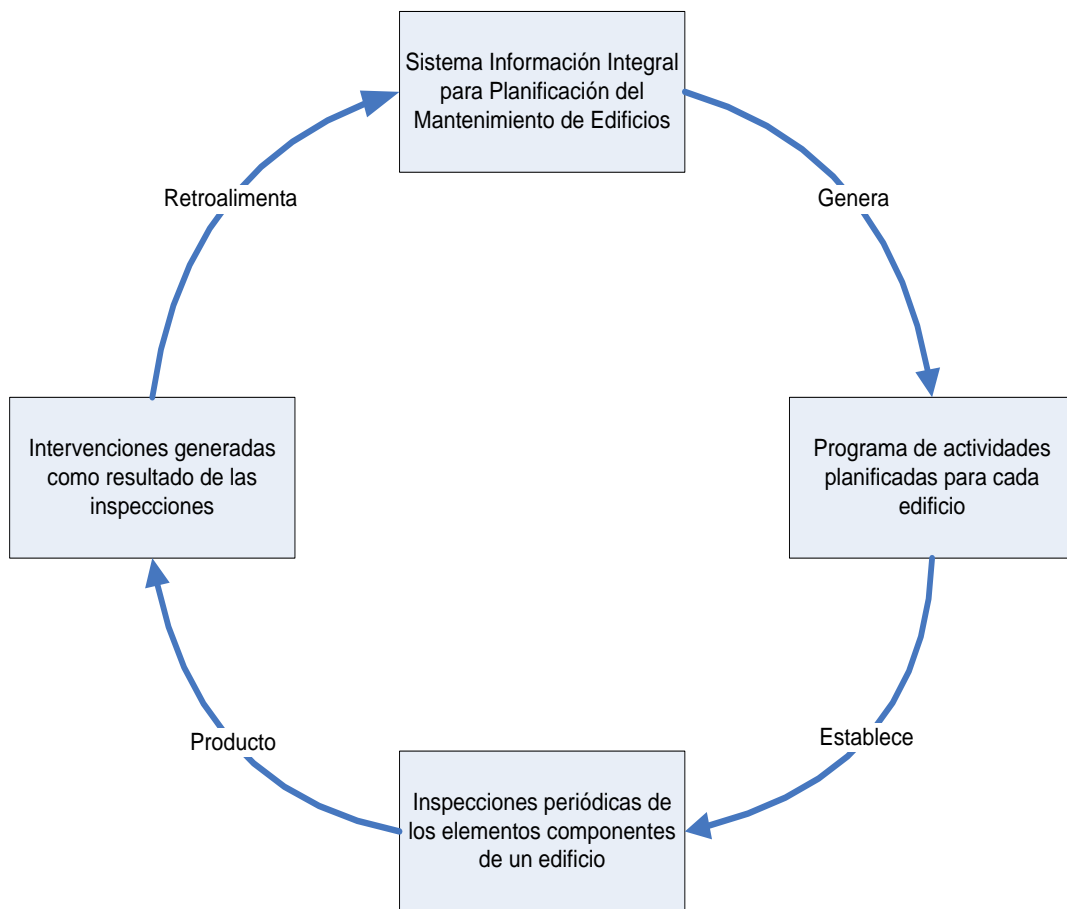 Sistema Información Integral
para Planificación del
Mantenimiento de Edificios
Retroalimenta
Genera
Intervenciones generadas
como resultado de las
inspecciones
Programa de actividades
planificadas para cada
edificio
Producto
Establece
Inspecciones periódicas de
los elementos componentes
de un edificio